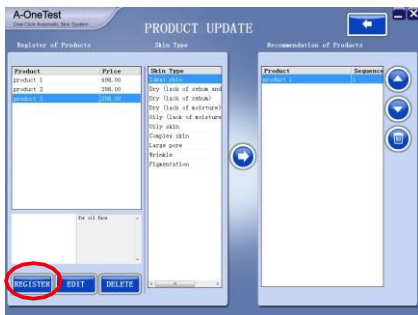 A-OneTest
One-Click Automatic Skin System
PRODUCT UPDATE
Register of Products
Skin Type
Recommendation of Products
Product Price
product 1 698.00
product 2 298.00
product 3 298.00
for oil face
REGISTER EDIT DELETE
Skin Type
Ideal skin
Dry (lack of sebum and
Dry (lack of sebum)
Dry (lack of moisture)
Oily (lack of moisture
Oily skin
Complex skin
Large pore
Wrinkle
Pigmentation
Product Sequence
product 1 1